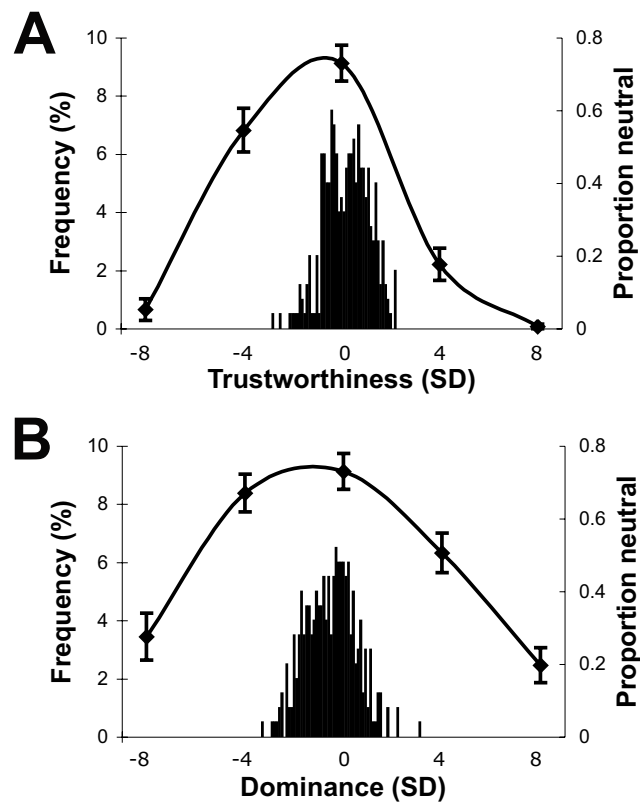 A
10
8
6
4
2
0
Frequency (%)
0.8
0.6
0.4
0.2
0
Proportion neutral
-8 -4 0 4 8
Trustworthiness (SD)
B
10
8
6
4
2
0
Frequency (%)
0.8
0.6
0.4
0.2
0
Proportion neutral
-8 -4 0 4 8
Dominance (SD)